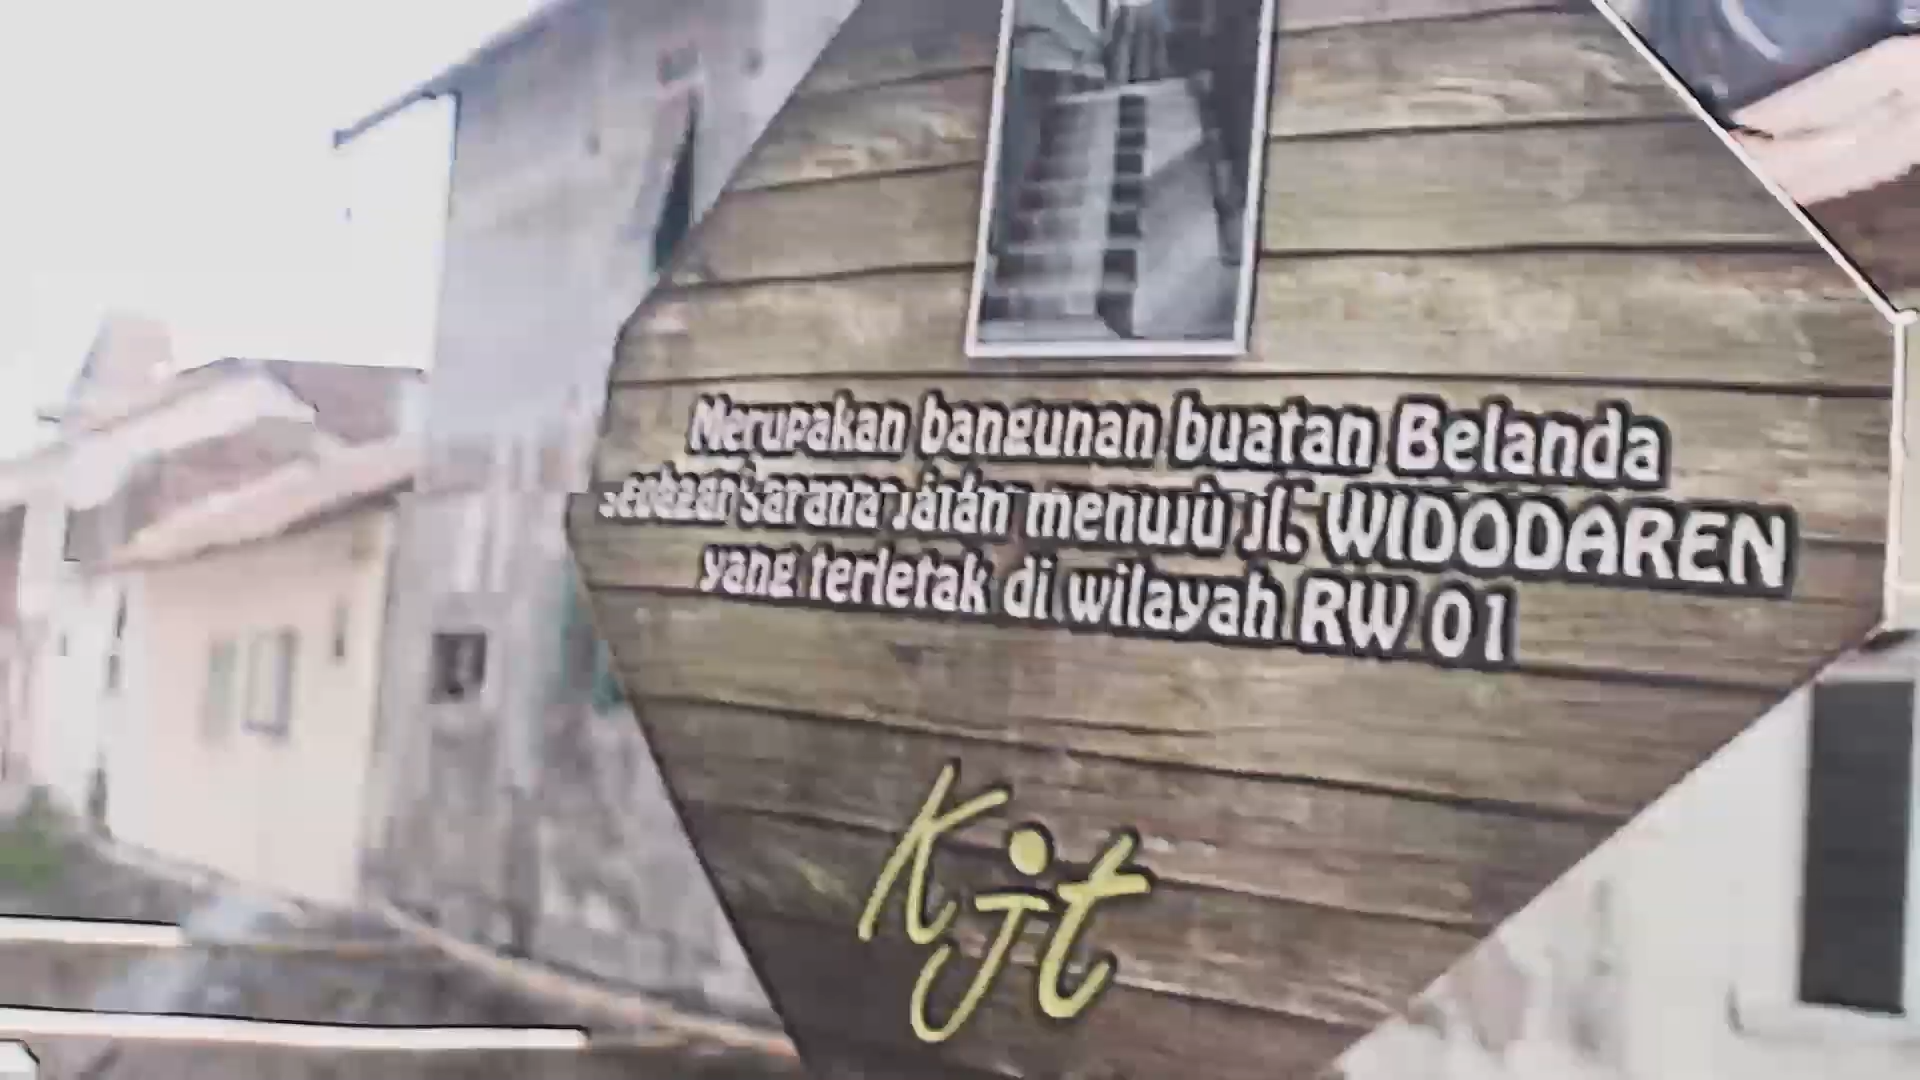 Merupakan bangunan buatan Belanda
sebagai sarana jalan menuju jl. WIDODAREN
yang terletak di wilayah RW 01
Kjt